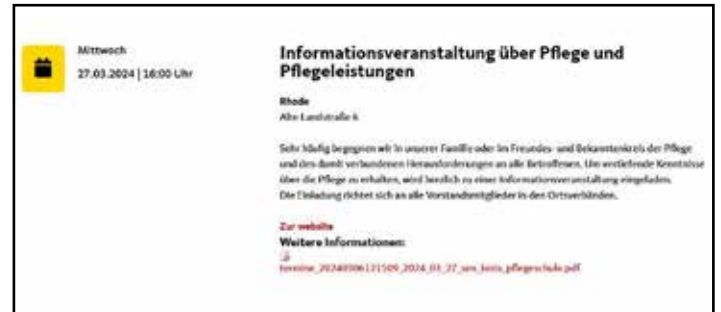 Mittwoch
27.03.2024 | 16:00 Uhr
Informationsveranstaltung über Pflege und
Pflegeleistungen
Rhode
Alte Landstraße 6
Sehr häufig begegnen wir in unserer Familie oder im Freundes- und Bekanntenkreis der Pflege
und den damit verbundenen Herausforderungen an alle Betroffenen. Um vertiefende Kenntnisse
über die Pflege zu erhalten, wird herzlich zu einer Informationsveranstaltung eingeladen.
Die Einladung richtet sich an alle Vorstandsmitglieder in den Ortsverbänden.
Zur website
Weitere Informationen: